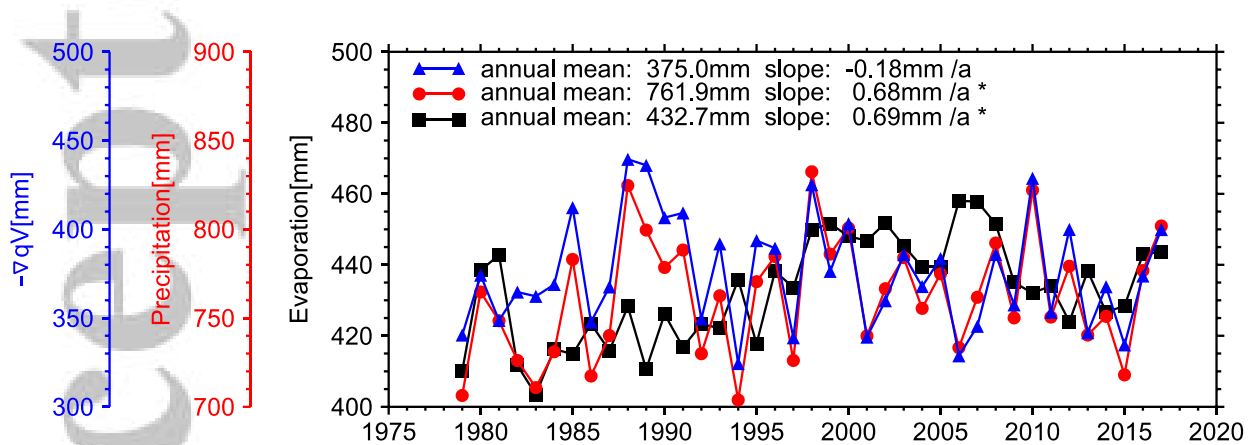 cept
500
450
400
350
300
−∇ qV[mm]
900
850
800
750
700
Precipitation[mm]
500
480
460
440
420
400
Evaporation[mm]
annual mean: 375.0mm slope: -0.18mm /a
annual mean: 761.9mm slope: 0.68mm /a *
annual mean: 432.7mm slope: 0.69mm /a *
1975 1980 1985 1990 1995 2000 2005 2010 2015 2020